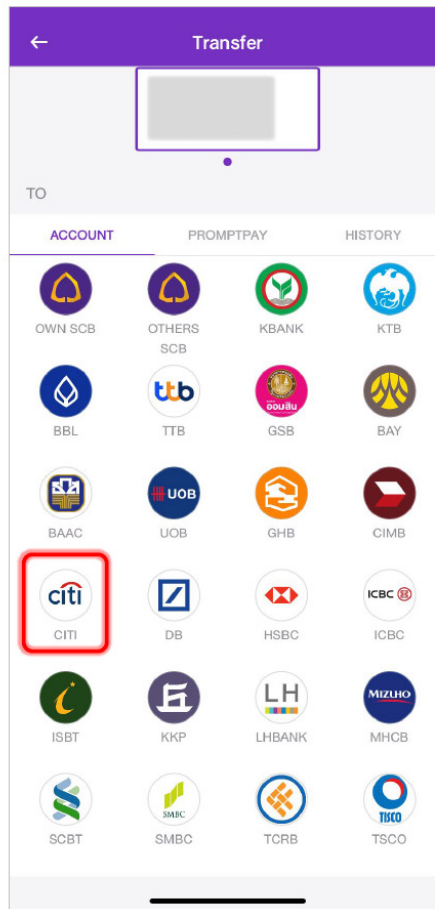 Transfer
TO
ACCOUNT PROMPTPAY HISTORY
OWN SCB OTHERS SCB KBANK KTB
ttb ออมสิน
BBL TTB GSB BAY
UOB
BAAC UOB GHB CIMB
citi ICBC
CITI DB HSBC ICBC
LH MIZUHO
ISBT KKP LHBANK MHCB
SMBC TISCO
SCBT SMBC TCRB TSCO